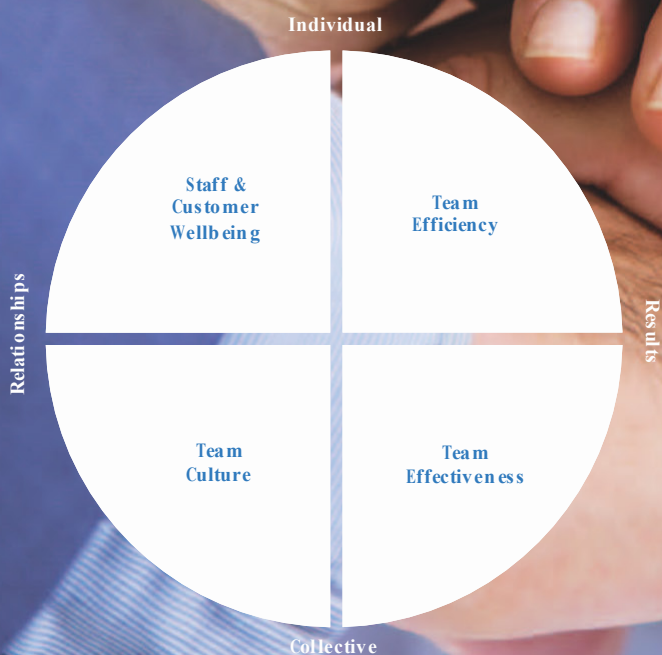 Individual
Staff &
Customer
Wellbeing
Team
Efficiency
Relationships
Results
Team
Culture
Team
Effectiveness
Collective